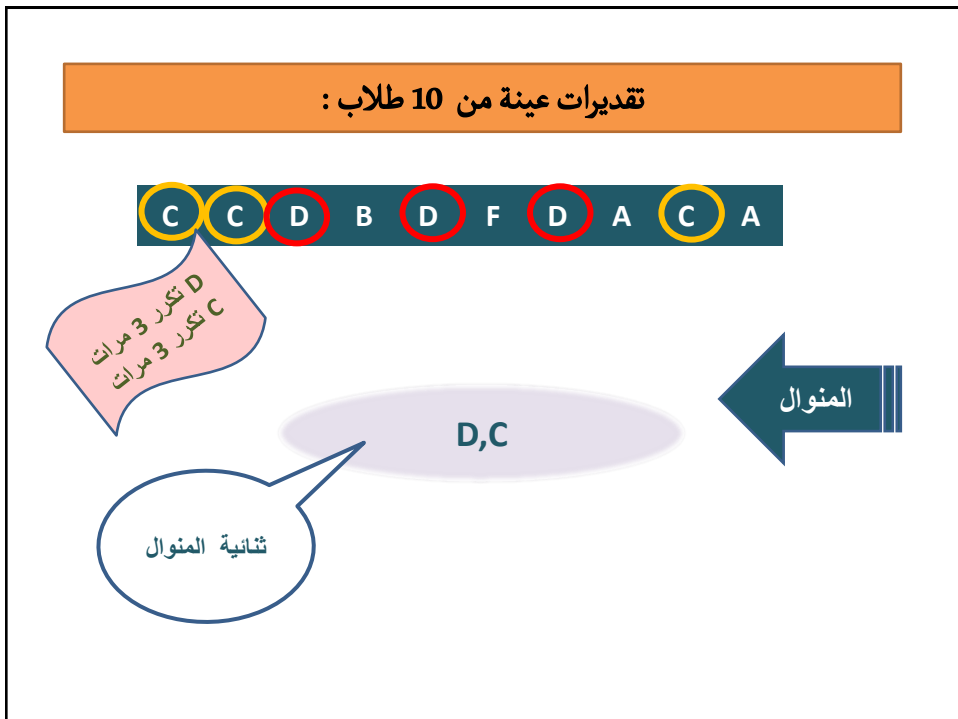 تقديرات عينة من 10 طلاب :
C C D B D F D A C A
D تكرر 3 مرات
C تكرر 3 مرات
المنوال
D,C
ثنائية المنوال